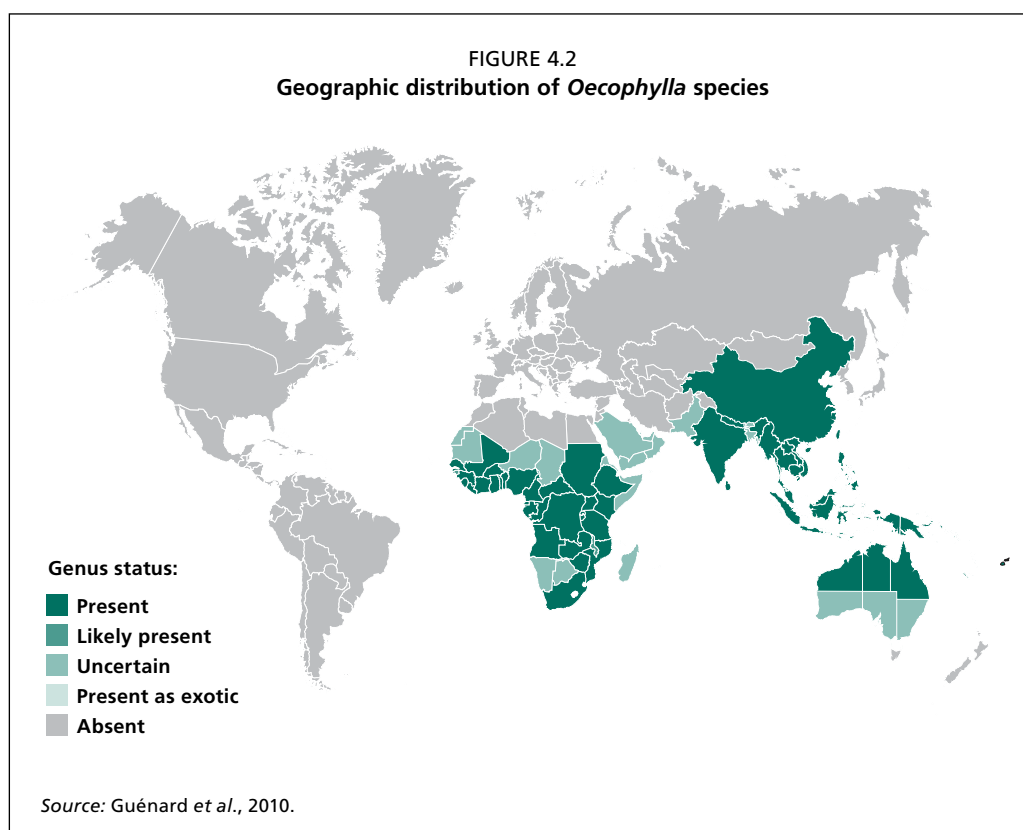 FIGURE 4.2
Geographic distribution of Oecophylla species
Genus status:
Present
Likely present
Uncertain
Present as exotic
Absent
Source: Guénard et al., 2010.